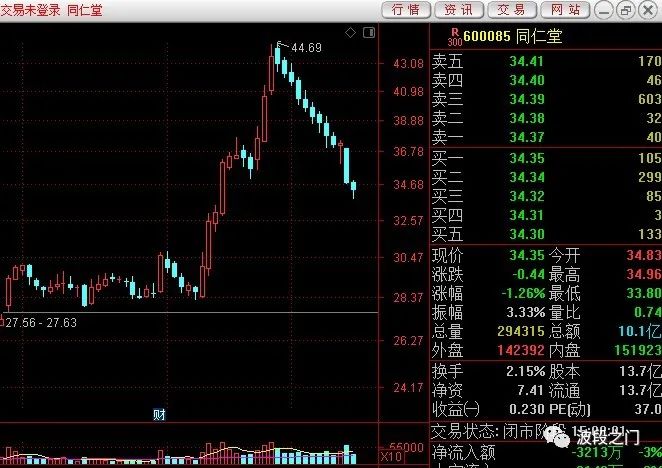 交易未登录 同仁堂 行情 资讯 交易 网站
R 300 600085 同仁堂
44.69
43.08
40.98
38.88
36.78
34.68
32.57
30.47
28.37
26.27
24.17
27.56 - 27.63
财
55000
X10
卖五 34.41 170
卖四 34.40 46
卖三 34.39 603
卖二 34.38 32
卖一 34.37 40
买一 34.35 105
买二 34.34 299
买三 34.32 85
买四 34.31 3
买五 34.30 133
现价 34.35 今开 34.83
涨跌 -0.44 最高 34.96
涨幅 -1.26% 最低 33.80
振幅 3.33% 量比 0.74
总量 294315 总额 10.1亿
外盘 142392 内盘 151923
换手 2.15% 股本 13.7亿
净资 7.41 流通 13.7亿
收益㈠ 0.230 PE(动) 37.0
交易状态: 闭市阶段
波段之门
净流入额 -3213万 -3%